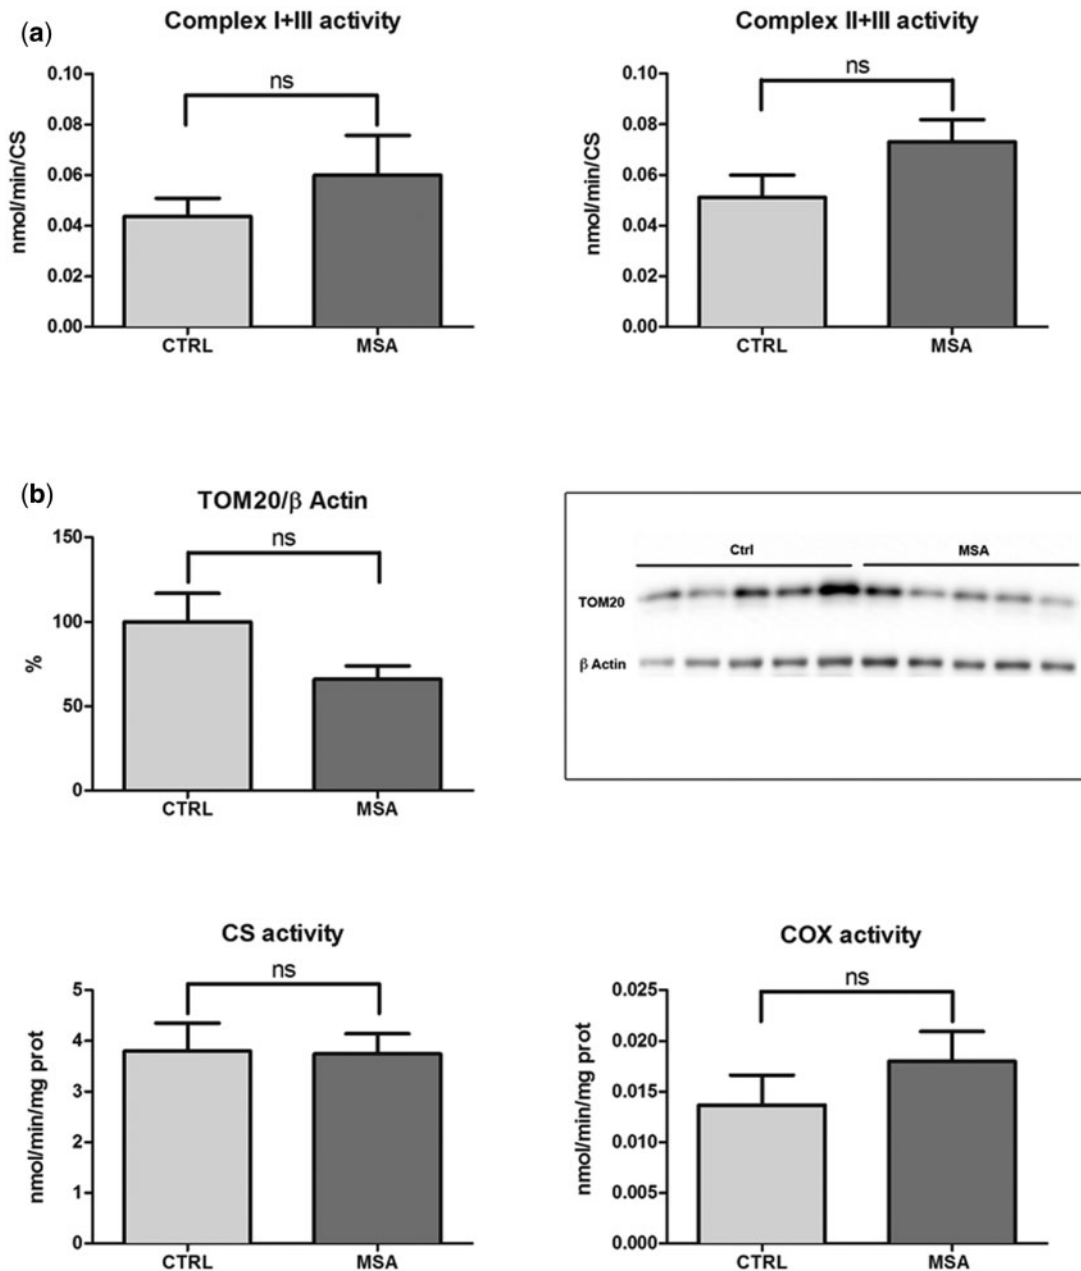 (a)
Complex I+III activity
ns
nmol/min/CS
0.10
0.08
0.06
0.04
0.02
0.00
CTRL MSA
Complex II+III activity
ns
nmol/min/CS
0.10
0.08
0.06
0.04
0.02
0.00
CTRL MSA
(b)
TOM20/β Actin
ns
%
150
100
50
0
CTRL MSA
Ctrl MSA
TOM20
β Actin
CS activity
ns
nmol/min/mg prot
5
4
3
2
1
0
CTRL MSA
COX activity
ns
nmol/min/mg prot
0.025
0.020
0.015
0.010
0.005
0.000
CTRL MSA